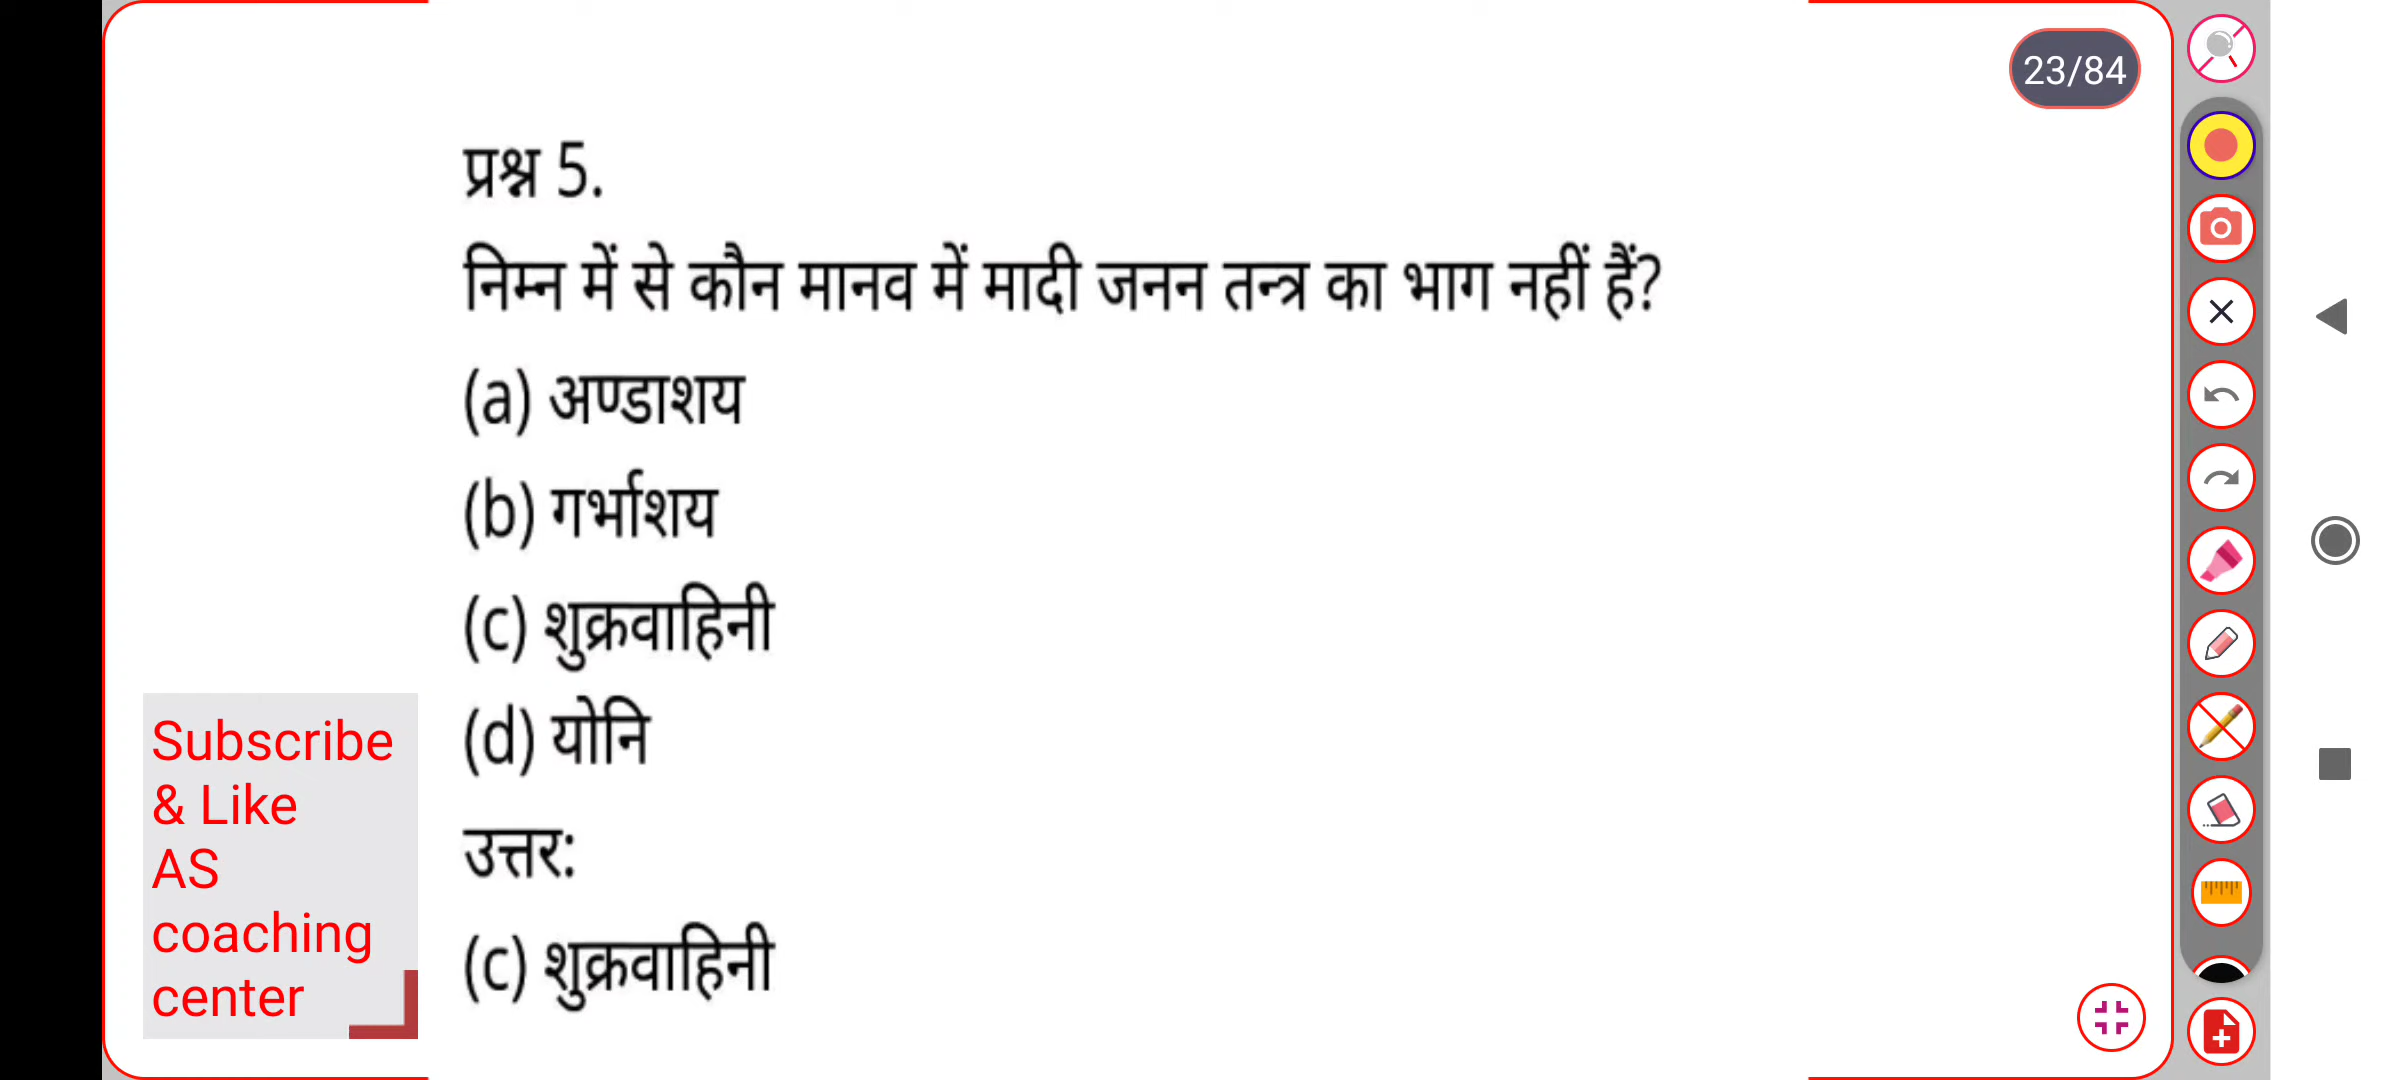 23/84
प्रश्न 5.
निम्न में से कौन मानव में मादी जनन तन्त्र का भाग नहीं हैं?
(a) अण्डाशय
(b) गर्भाशय
(c) शुक्रवाहिनी
(d) योनि
उत्तर:
(c) शुक्रवाहिनी
Subscribe
& Like
AS
coaching
center